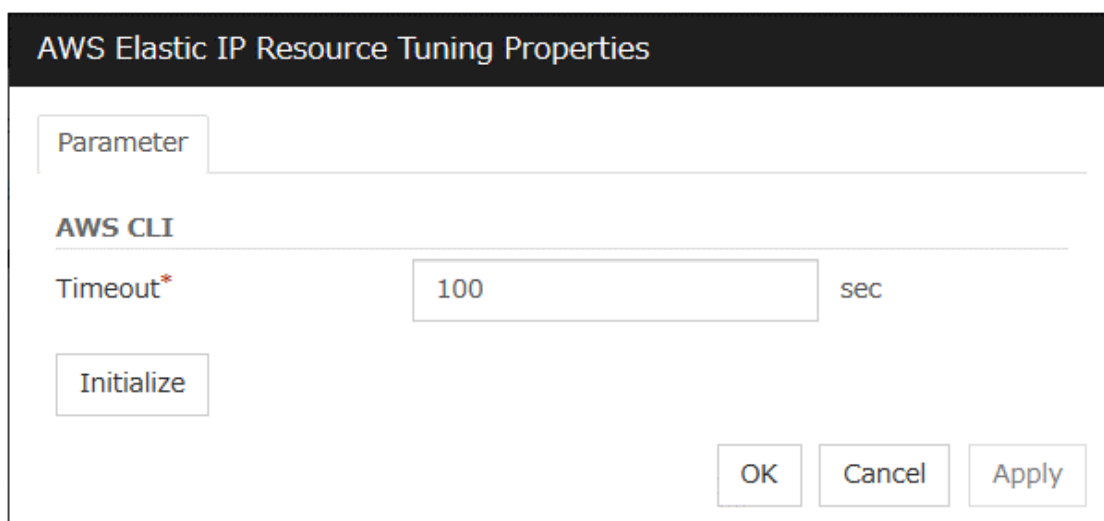 AWS Elastic IP Resource Tuning Properties
Parameter
AWS CLI
Timeout* 100 sec
Initialize
OK Cancel Apply